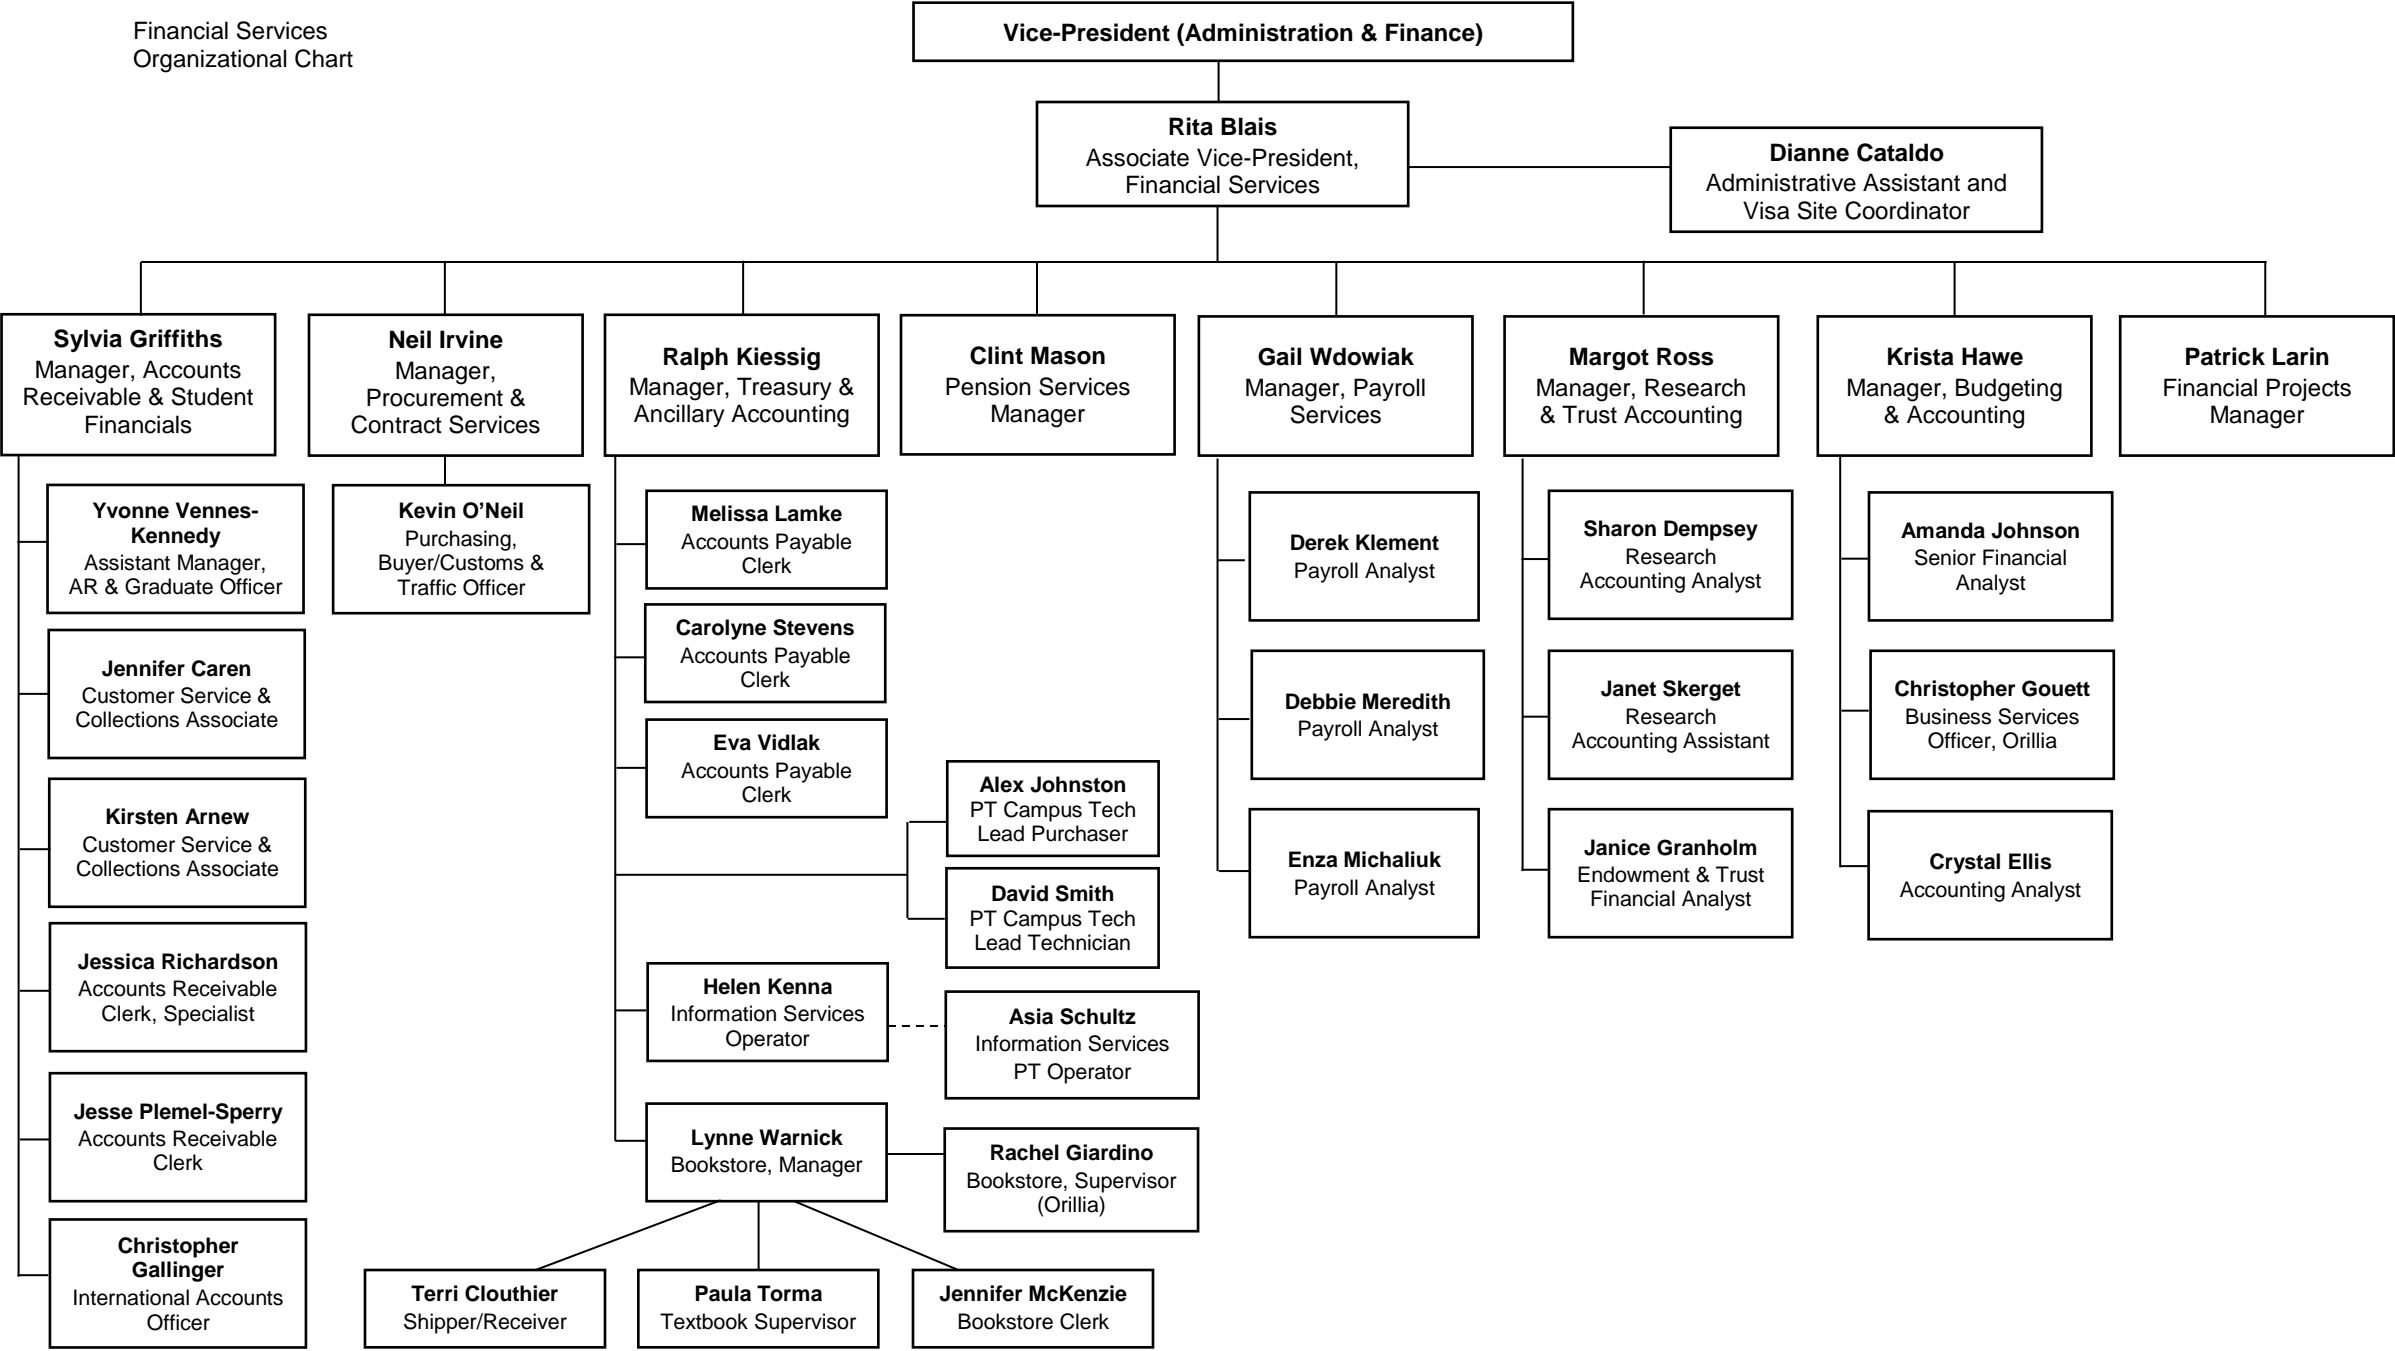 Financial Services
Organizational Chart
Vice-President (Administration & Finance)
Rita Blais
Associate Vice-President,
Financial Services
Dianne Cataldo
Administrative Assistant and
Visa Site Coordinator
Sylvia Griffiths
Manager, Accounts
Receivable & Student
Financials
Neil Irvine
Manager,
Procurement &
Contract Services
Ralph Kiessig
Manager, Treasury &
Ancillary Accounting
Clint Mason
Pension Services
Manager
Gail Wdowiak
Manager, Payroll
Services
Margot Ross
Manager, Research
& Trust Accounting
Krista Hawe
Manager, Budgeting
& Accounting
Patrick Larin
Financial Projects
Manager
Yvonne Vennes-
Kennedy
Assistant Manager,
AR & Graduate Officer
Jennifer Caren
Customer Service &
Collections Associate
Kirsten Arnew
Customer Service &
Collections Associate
Jessica Richardson
Accounts Receivable
Clerk, Specialist
Jesse Plemel-Sperry
Accounts Receivable
Clerk
Christopher
Gallinger
International Accounts
Officer
Kevin O’Neil
Purchasing,
Buyer/Customs &
Traffic Officer
Melissa Lamke
Accounts Payable
Clerk
Carolyne Stevens
Accounts Payable
Clerk
Eva Vidlak
Accounts Payable
Clerk
Alex Johnston
PT Campus Tech
Lead Purchaser
David Smith
PT Campus Tech
Lead Technician
Helen Kenna
Information Services
Operator
Asia Schultz
Information Services
PT Operator
Lynne Warnick
Bookstore, Manager
Rachel Giardino
Bookstore, Supervisor
(Orillia)
Terri Clouthier
Shipper/Receiver
Paula Torma
Textbook Supervisor
Jennifer McKenzie
Bookstore Clerk
Derek Klement
Payroll Analyst
Debbie Meredith
Payroll Analyst
Enza Michaliuk
Payroll Analyst
Sharon Dempsey
Research
Accounting Analyst
Janet Skerget
Research
Accounting Assistant
Janice Granholm
Endowment & Trust
Financial Analyst
Amanda Johnson
Senior Financial
Analyst
Christopher Gouett
Business Services
Officer, Orillia
Crystal Ellis
Accounting Analyst